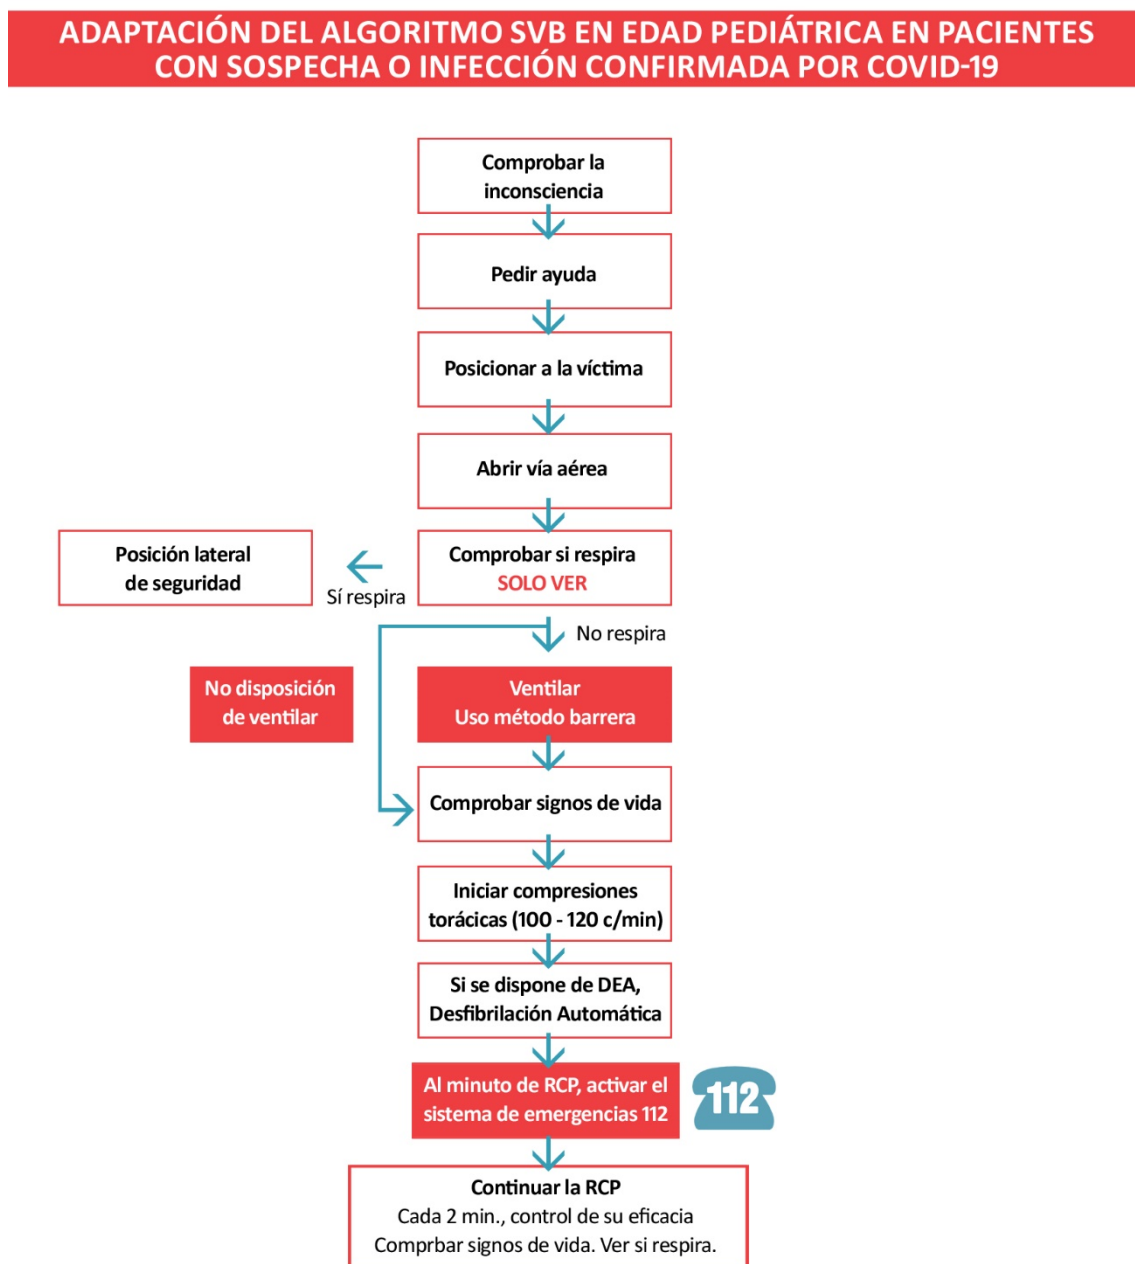 ADAPTACIÓN DEL ALGORITMO SVB EN EDAD PEDIÁTRICA EN PACIENTES
CON SOSPECHA O INFECCIÓN CONFIRMADA POR COVID-19
Comprobar la
inconsciencia
Pedir ayuda
Posicionar a la víctima
Abrir vía aérea
Comprobar si respira
SOLO VER
Sí respira
Posición lateral
de seguridad
No respira
No disposición
de ventilar
Ventilar
Uso método barrera
Comprobar signos de vida
Iniciar compresiones
torácicas (100 - 120 c/min)
Si se dispone de DEA,
Desfibrilación Automática
Al minuto de RCP, activar el
sistema de emergencias 112
112
Continuar la RCP
Cada 2 min., control de su eficacia
Comprbar signos de vida. Ver si respira.